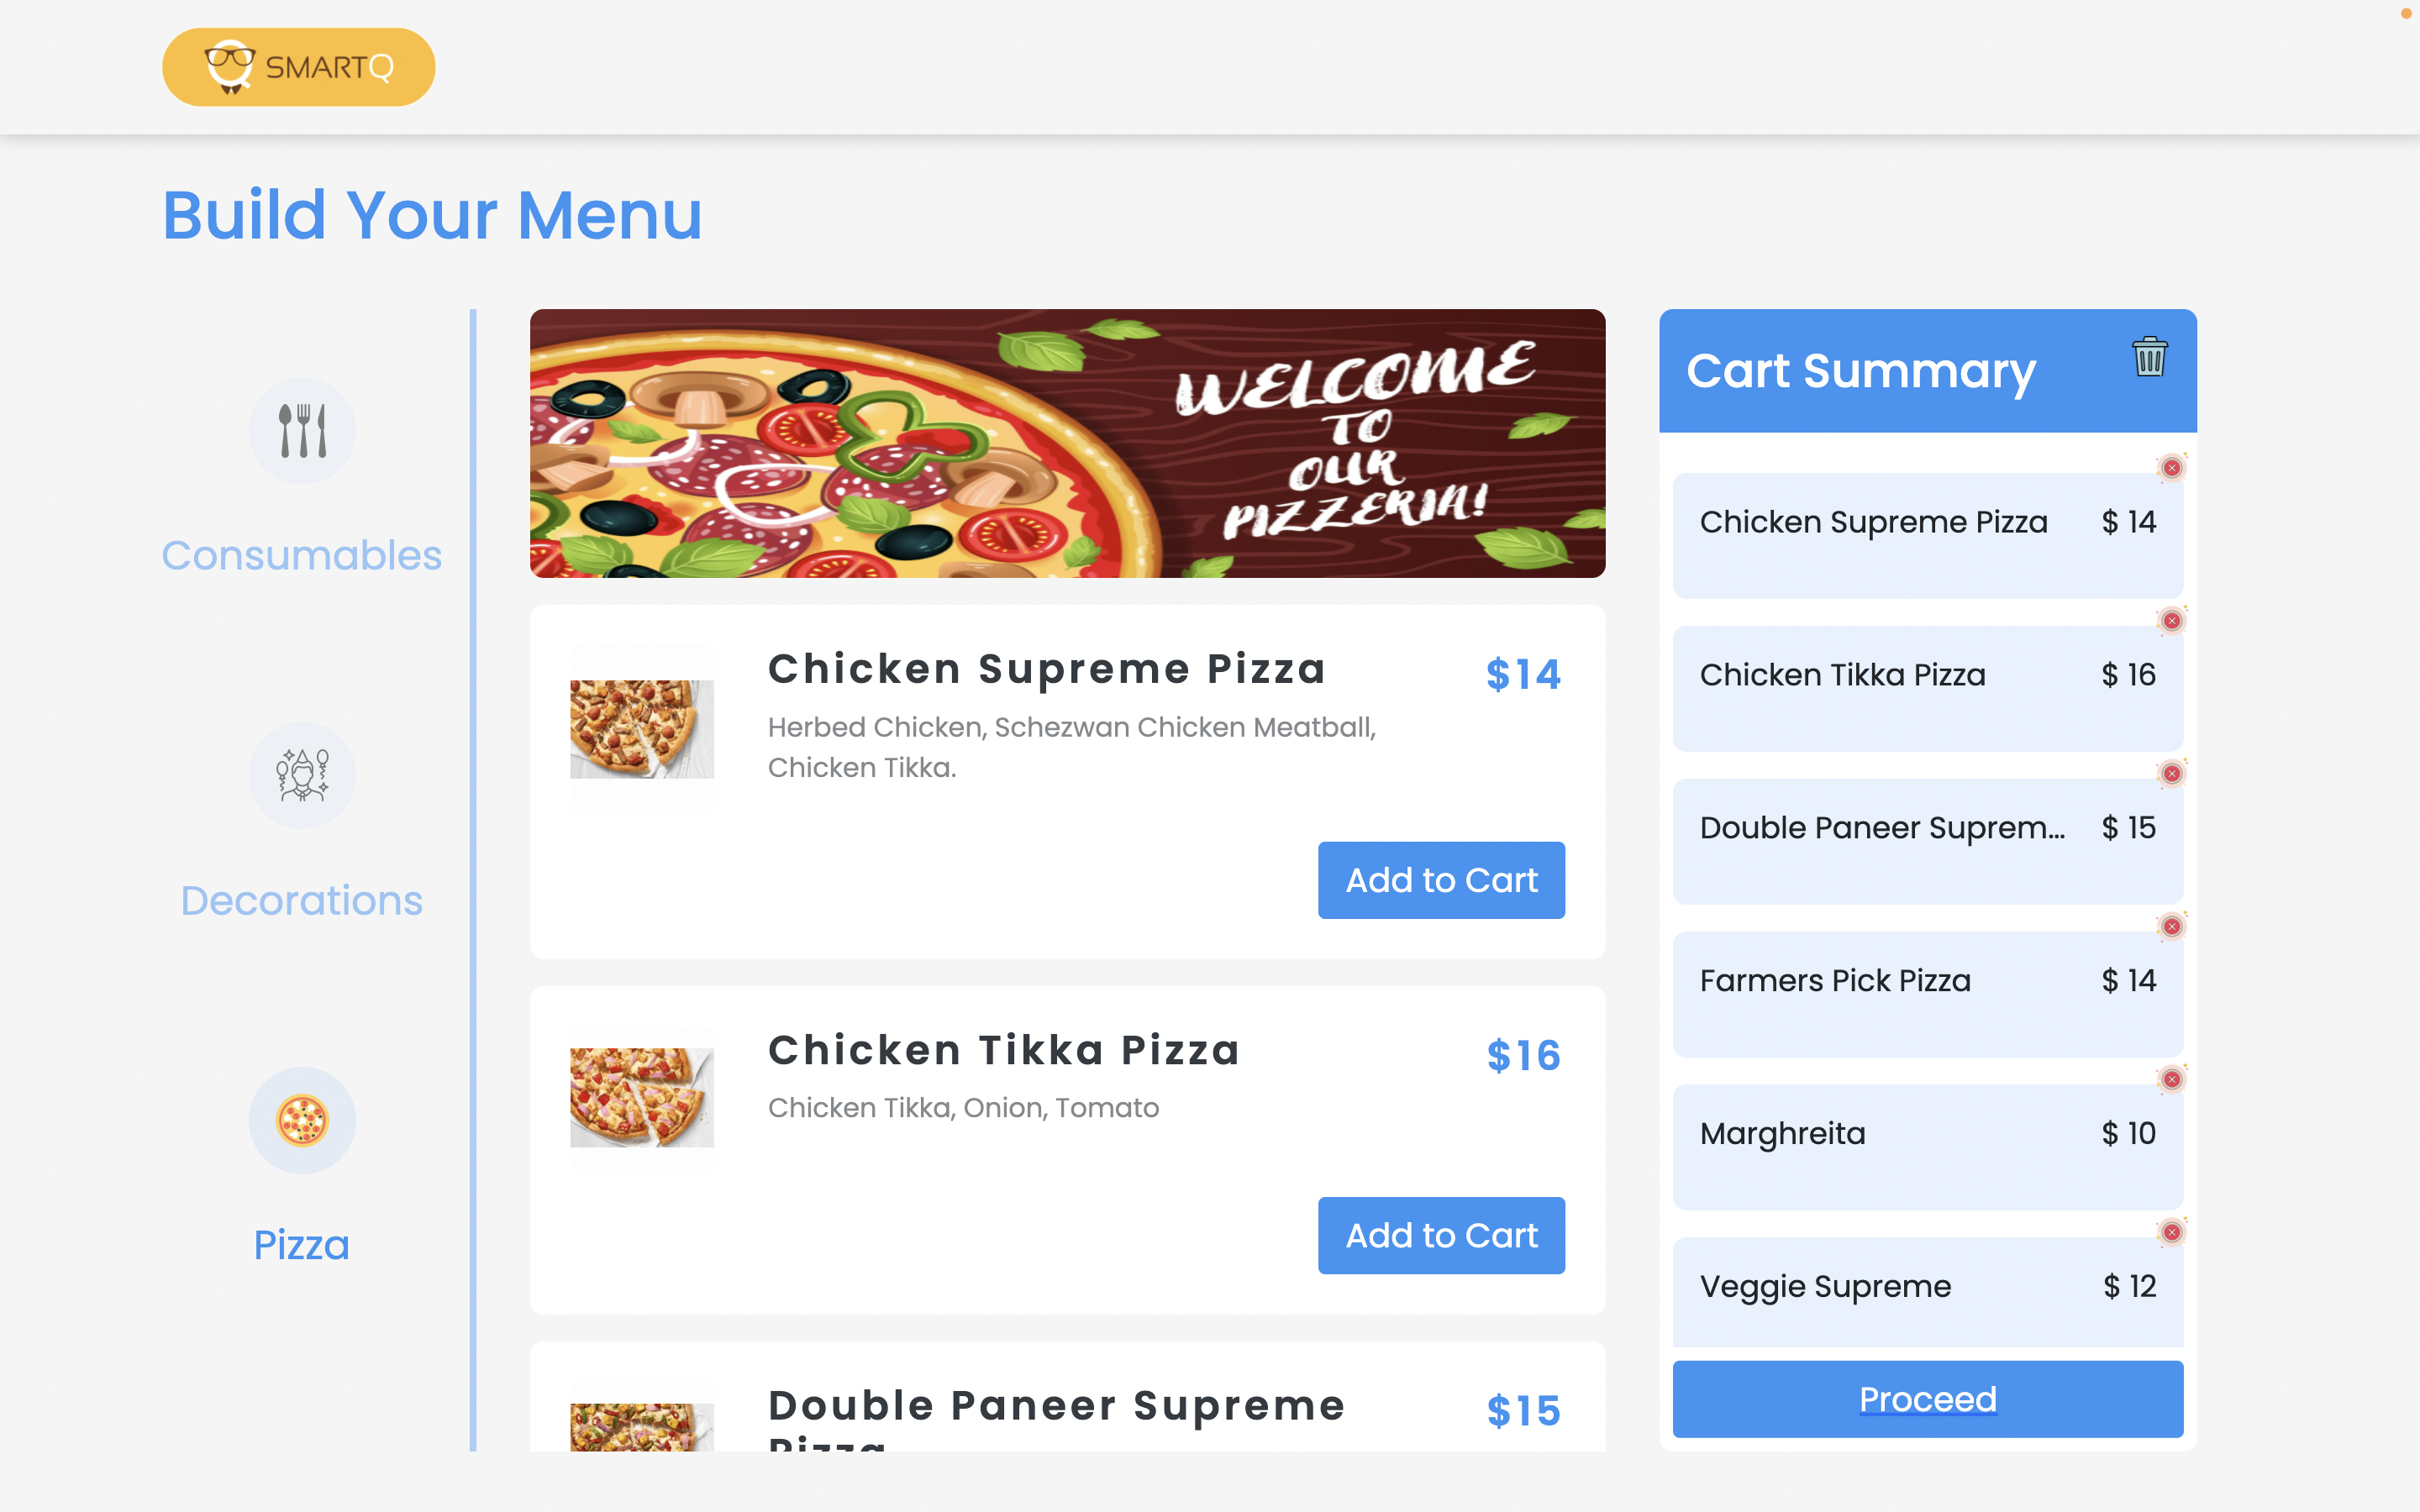 SMARTQ
Build Your Menu
Consumables
Decorations
Pizza
WELCOME
TO
OUR
PIZZERIA!
Chicken Supreme Pizza
$14
Herbed Chicken, Schezwan Chicken Meatball,
Chicken Tikka.
Add to Cart
Chicken Tikka Pizza
$16
Chicken Tikka, Onion, Tomato
Add to Cart
Double Paneer Supreme
$15
Pizza
Cart Summary
Chicken Supreme Pizza $ 14
Chicken Tikka Pizza $ 16
Double Paneer Suprem... $ 15
Farmers Pick Pizza $ 14
Marghreita $ 10
Veggie Supreme $ 12
Proceed